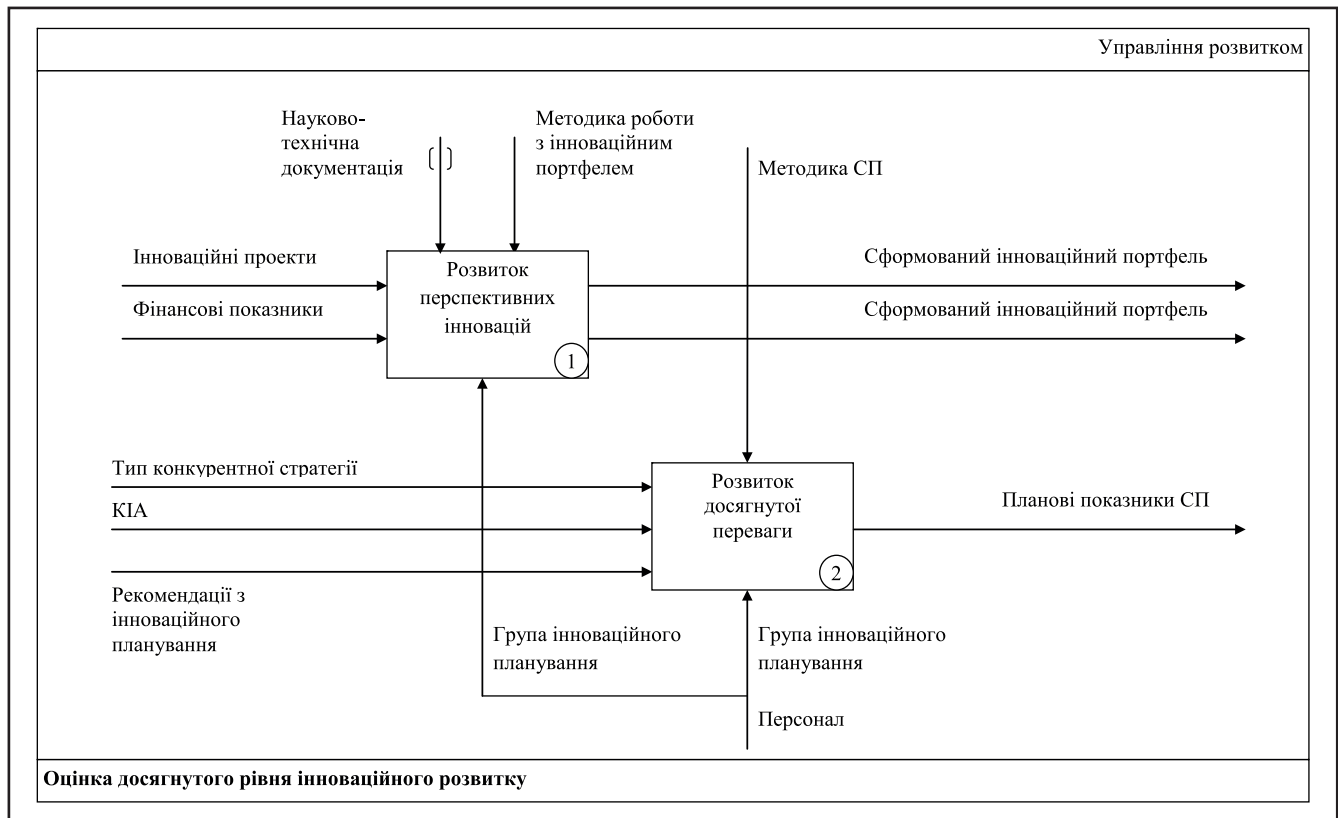 Управління розвитком
Науково-
технічна
документація
Методика роботи
з інноваційним
портфелем
Методика СП
Інноваційні проекти
Фінансові показники
Розвиток
перспективних
інновацій
1
Сформований інноваційний портфель
Сформований інноваційний портфель
Тип конкурентної стратегії
КІА
Рекомендації з
інноваційного
планування
Розвиток
досягнутої
переваги
2
Планові показники СП
Група інноваційного
планування
Група інноваційного
планування
Персонал
Оцінка досягнутого рівня інноваційного розвитку